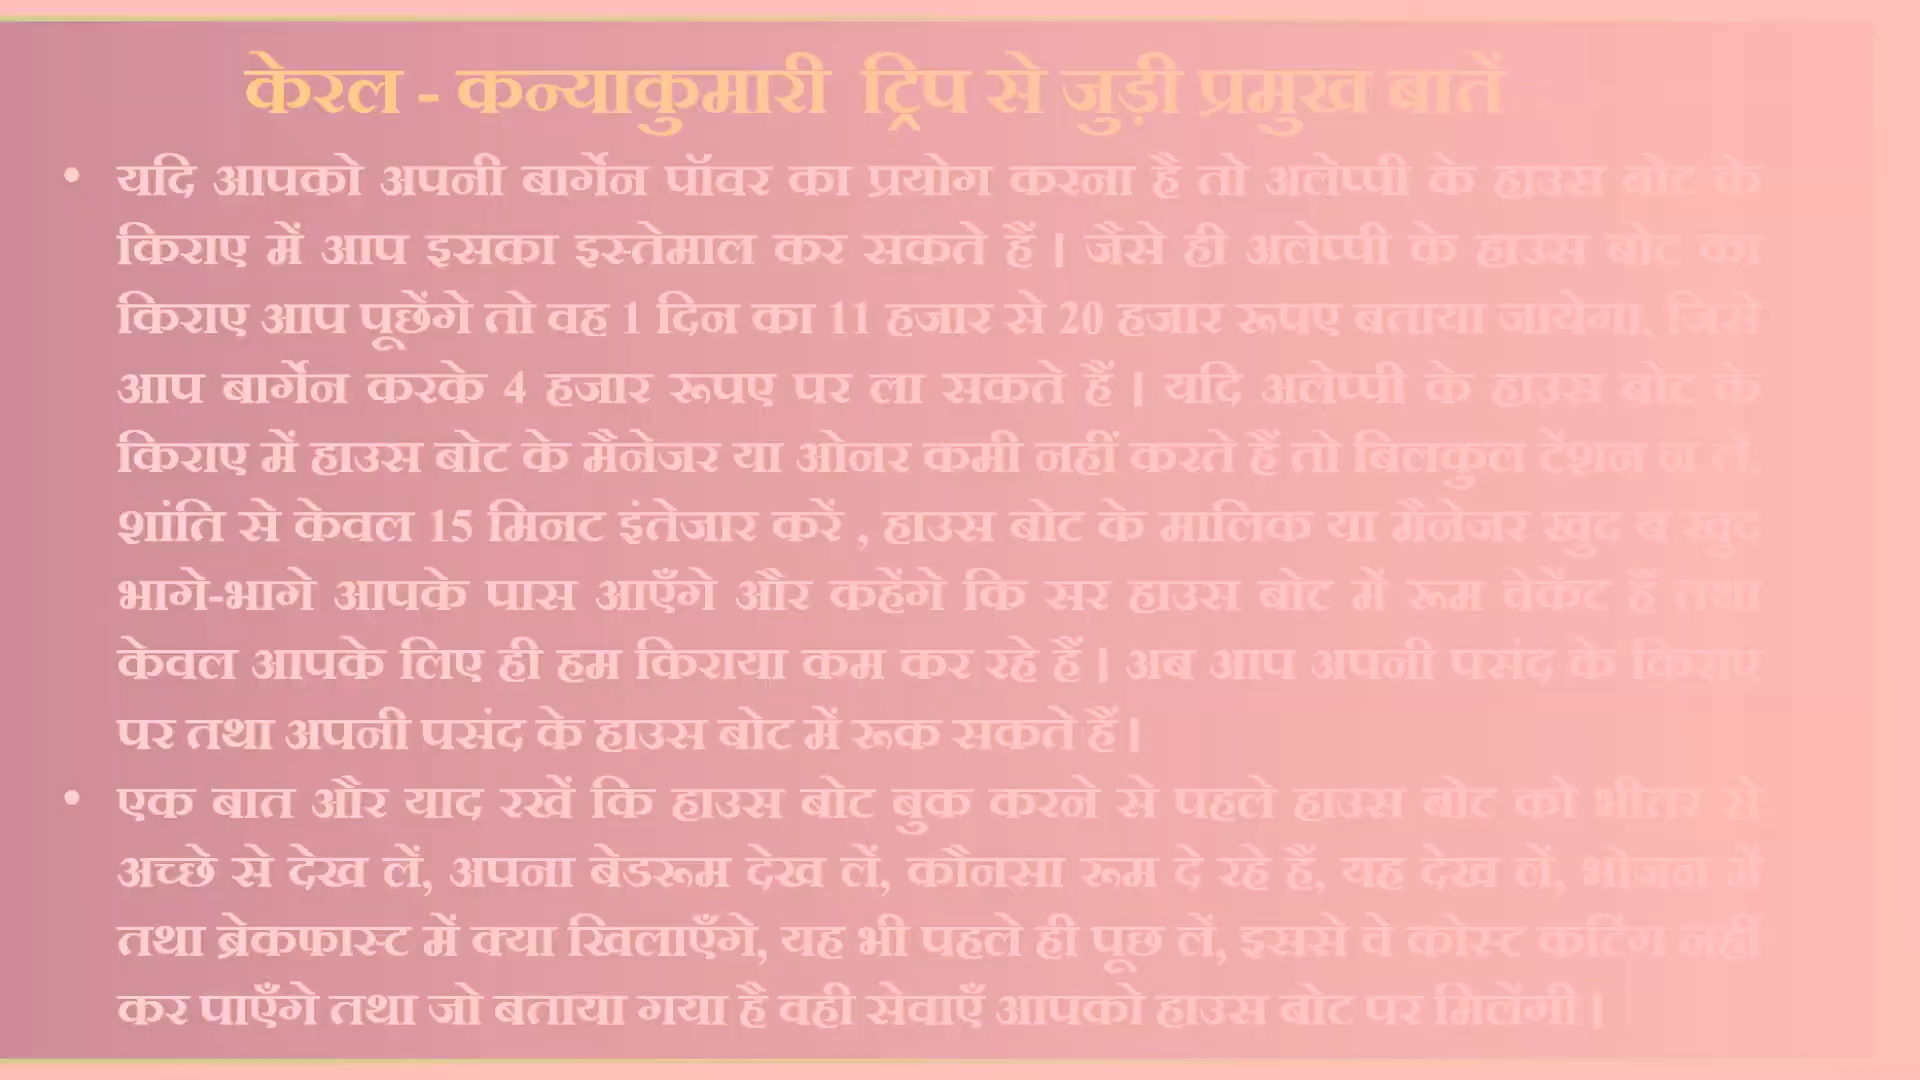 केरल - कन्याकुमारी ट्रिप से जुड़ी प्रमुख बातें
• यदि आपको अपनी बार्गेन पॉवर का प्रयोग करना है तो अलेप्पी के हाउस बोट के
किराए में आप इसका इस्तेमाल कर सकते हैं । जैसे ही अलेप्पी के हाउस बोट का
किराए आप पूछेंगे तो वह 1 दिन का 11 हजार से 20 हजार रूपए बताया जायेगा, जिसे
आप बार्गेन करके 4 हजार रूपए पर ला सकते हैं । यदि अलेप्पी के हाउस बोट के
किराए में हाउस बोट के मैनेजर या ओनर कमी नहीं करते हैं तो बिलकुल टेंशन न लें,
शांति से केवल 15 मिनट इंतेजार करें , हाउस बोट के मालिक या मैनेजर खुद ब खुद
भागे-भागे आपके पास आएँगे और कहेंगे कि सर हाउस बोट में रूम वेकेंट हैं तथा
केवल आपके लिए ही हम किराया कम कर रहे हैं । अब आप अपनी पसंद के किराए
पर तथा अपनी पसंद के हाउस बोट में रूक सकते हैं ।
• एक बात और याद रखें कि हाउस बोट बुक करने से पहले हाउस बोट को भीतर से
अच्छे से देख लें, अपना बेडरूम देख लें, कौनसा रूम दे रहे हैं, यह देख लें, भोजन में
तथा ब्रेकफास्ट में क्या खिलाएँगे, यह भी पहले ही पूछ लें, इससे वे कोस्ट कटिंग नहीं
कर पाएँगे तथा जो बताया गया है वही सेवाएँ आपको हाउस बोट पर मिलेंगी ।